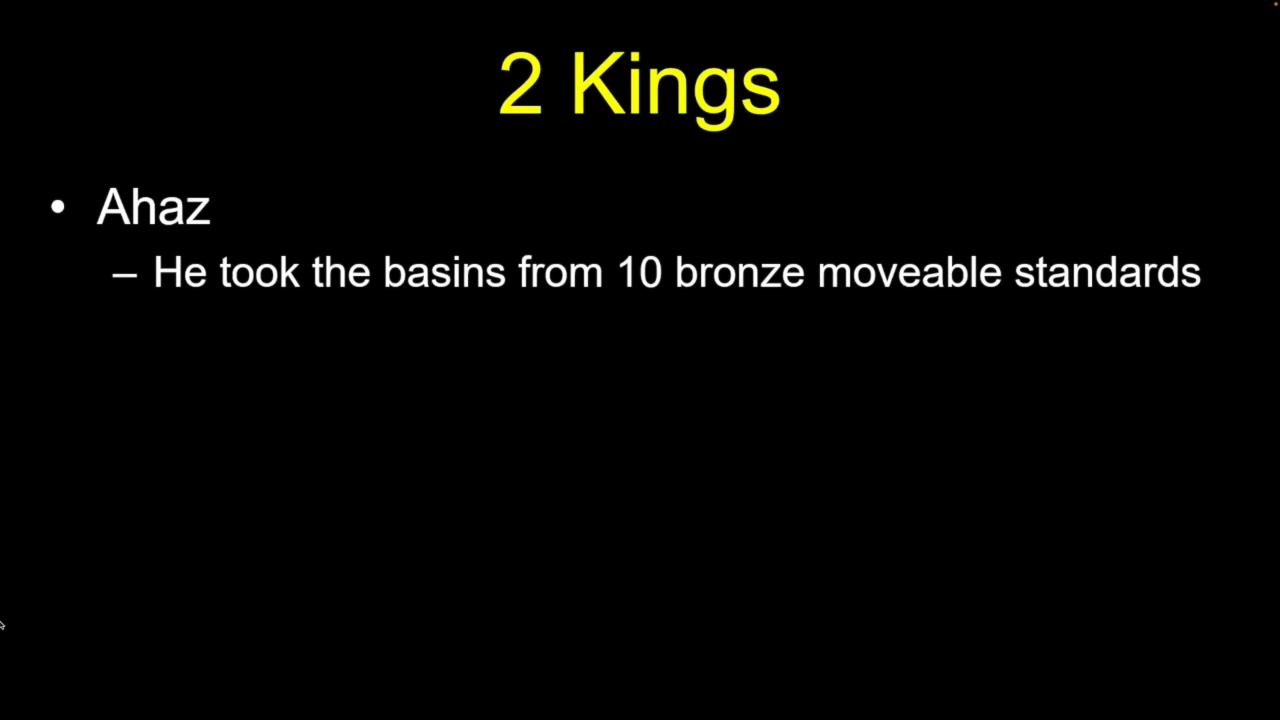 2 Kings
• Ahaz
– He took the basins from 10 bronze moveable standards